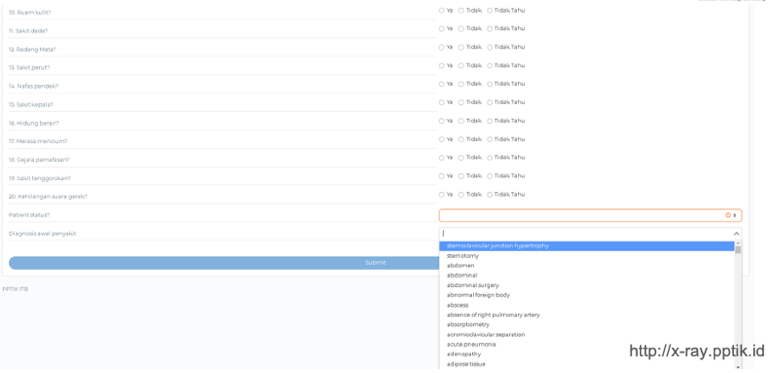 10. Ruam kulit? Ya Tidak Tidak Tahu
11. Sakit dada? Ya Tidak Tidak Tahu
12. Radang Mata? Ya Tidak Tidak Tahu
13. Sakit perut? Ya Tidak Tidak Tahu
14. Nafas pendek? Ya Tidak Tidak Tahu
15. Sakit kepala? Ya Tidak Tidak Tahu
16. Hidung berair? Ya Tidak Tidak Tahu
17. Merasa mencium? Ya Tidak Tidak Tahu
18. Gejala pernafasan? Ya Tidak Tidak Tahu
19. Sakit tenggorokan? Ya Tidak Tidak Tahu
20. Kehilangan suara gerak? Ya Tidak Tidak Tahu
Patient status?
Diagnosis awal penyakit
sternoclavicular junction hypertrophy
sternotomy
abdomen
abdominal
abdominal surgery
abnormal foreign body
abscess
absence of right pulmonary artery
absorptiometry
acromioclavicular separation
acute pneumonia
adenopathy
adipose tissue
Submit
PPTIK ITB
http://x-ray.pptik.id